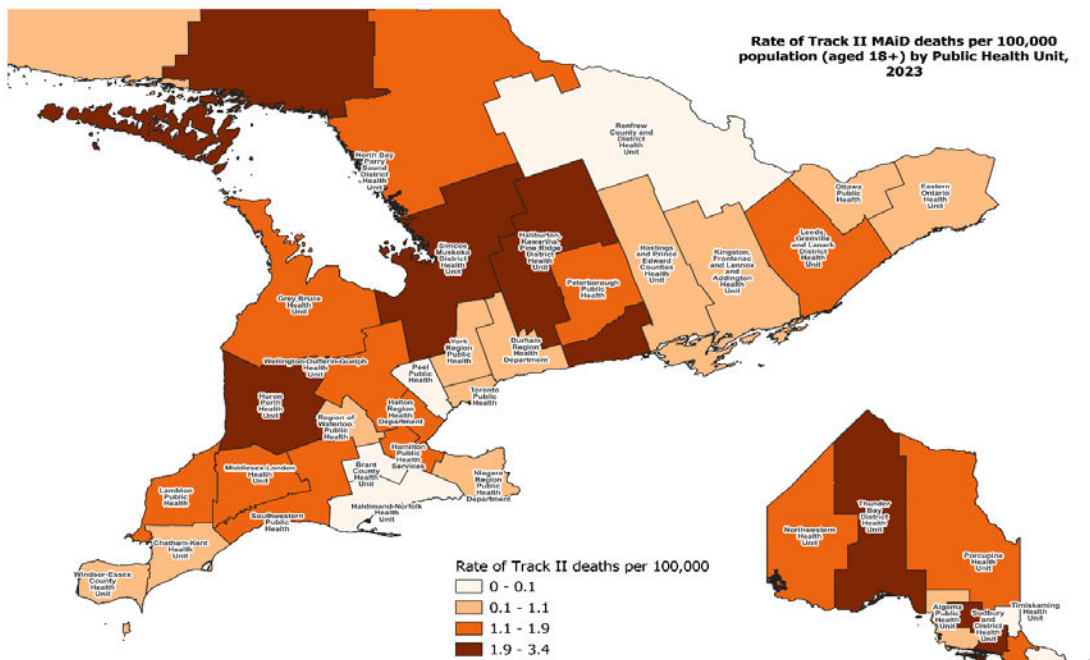 Rate of Track II MAiD deaths per 100,000
population (aged 18+) by Public Health Unit,
2023
Renfrew
County and
District
Health
Unit
North Bay
Parry
Sound
District
Health
Unit
Ottawa
Public
Health
Eastern
Ontario
Health
Unit
Simcoe
Muskoka
District
Health
Unit
Haliburton,
Kawartha,
Pine Ridge
District
Health
Unit
Hastings
and Prince
Edward
Counties
Health
Unit
Kingston,
Frontenac
and Lennox
and
Addington
Health
Unit
Leeds,
Grenville
and Lanark
District
Health
Unit
Peterborough
Public
Health
Grey Bruce
Health
Unit
Wellington-Dufferin-Guelph
Health
Unit
York
Region
Public
Health
Durham
Region
Health
Department
Peel
Public
Health
Toronto
Public
Health
Huron
Perth
Health
Unit
Region of
Waterloo,
Public
Health
Halton
Region
Health
Department
Hamilton
Public
Health
Services
Brant
County
Health
Unit
Niagara
Region
Public
Health
Department
Middlesex-London
Health
Unit
Lambton
Public
Health
Southwestern
Public
Health
Haldimand-Norfolk
Health
Unit
Chatham-Kent
Health
Unit
Windsor-Essex
County
Health
Unit
Rate of Track II deaths per 100,000
0 - 0.1
0.1 - 1.1
1.1 - 1.9
1.9 - 3.4
Northwestern
Health
Unit
Thunder
Bay
District
Health
Unit
Porcupine
Health
Unit
Algoma
Public
Health
Unit
Sudbury
and
District
Health
Unit
Timiskaming
Health
Unit